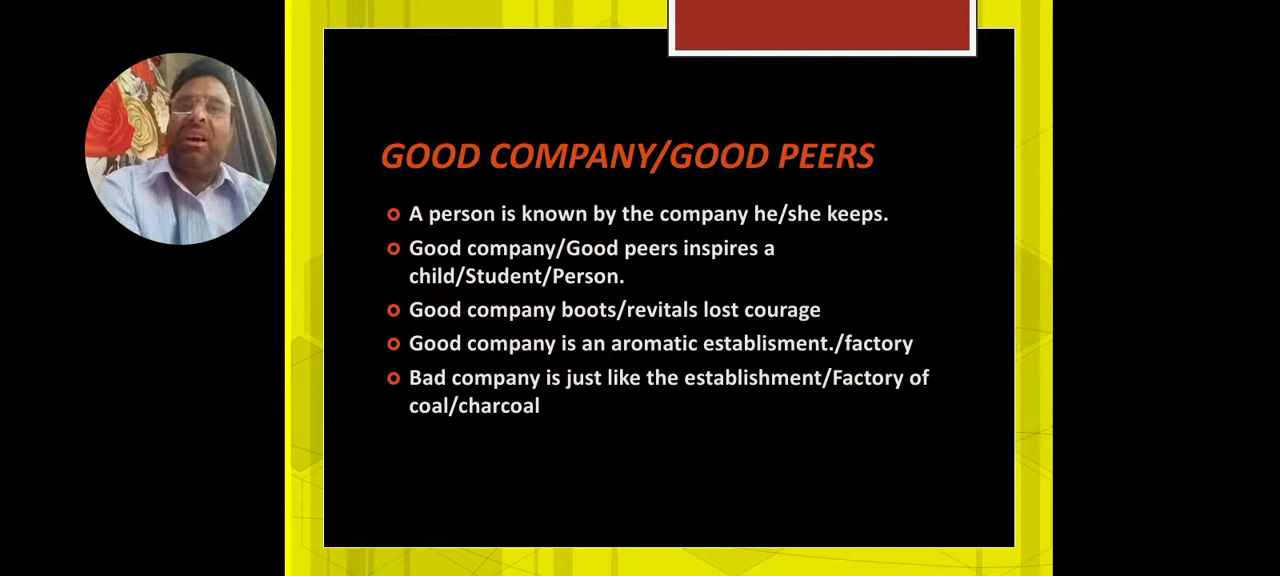 GOOD COMPANY/GOOD PEERS
A person is known by the company he/she keeps.
Good company/Good peers inspires a
child/Student/Person.
Good company boots/revitals lost courage
Good company is an aromatic establisment./factory
Bad company is just like the establishment/Factory of
coal/charcoal